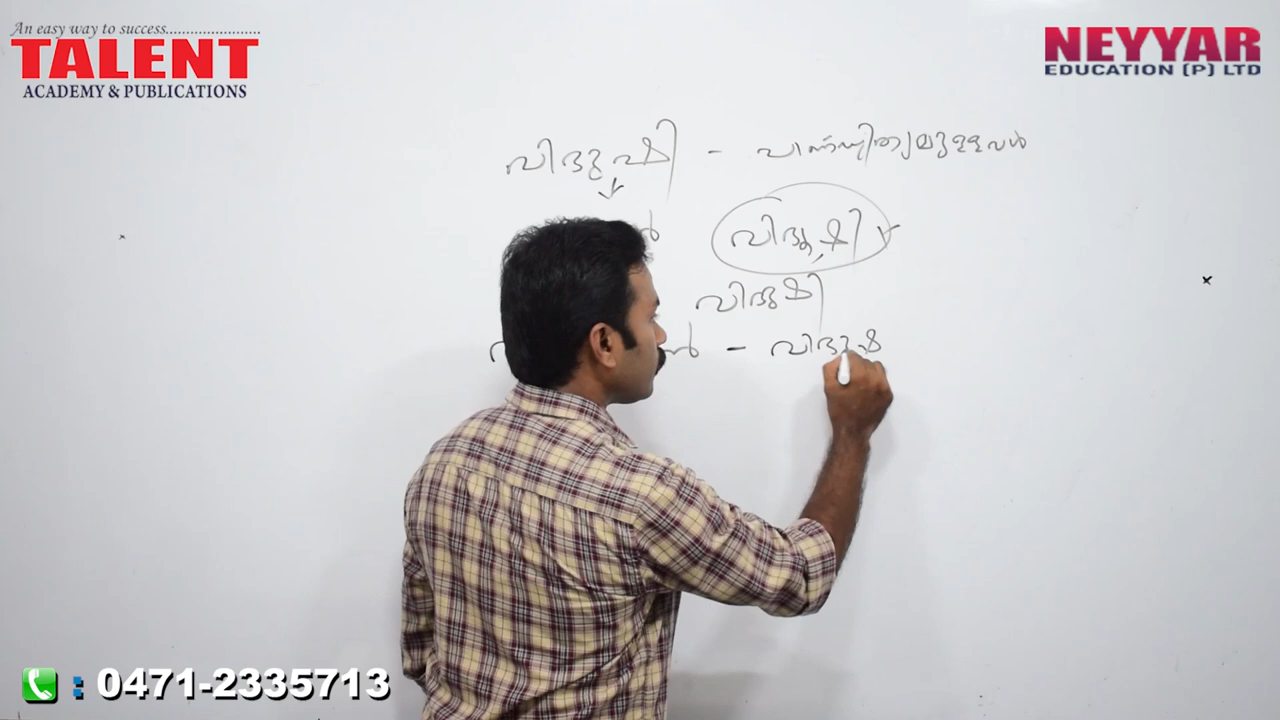 An easy way to success......................
TALENT
ACADEMY & PUBLICATIONS
NEYYAR
EDUCATION (P) LTD
വിദുഷി - പാണ്ഡിത്യമുള്ളവൾ
വിദുഷി
വിദുഷി
- വിദുഷ
: 0471-2335713